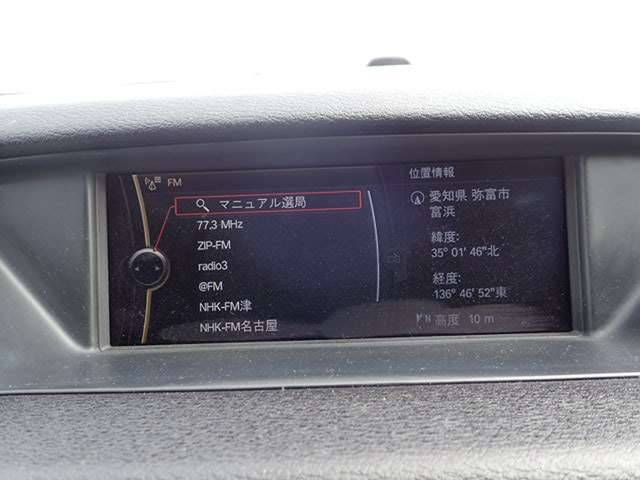 FM
マニュアル選局
77.3 MHz
ZIP-FM
radio3
@FM
NHK-FM津
NHK-FM名古屋
位置情報
愛知県 弥富市
富浜
緯度:
35° 01' 46"北
経度:
136° 46' 52"東
高度 10 m